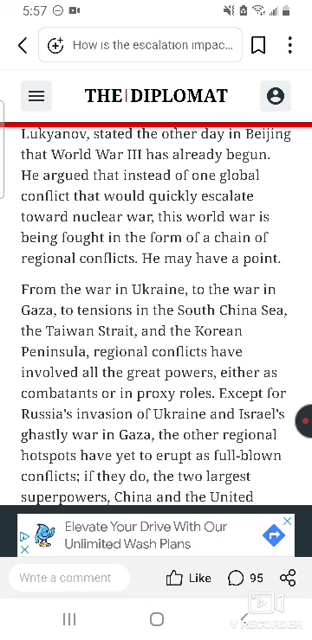 5:57
How is the escalation impac...
THE|DIPLOMAT
Lukyanov, stated the other day in Beijing
that World War III has already begun.
He argued that instead of one global
conflict that would quickly escalate
toward nuclear war, this world war is
being fought in the form of a chain of
regional conflicts. He may have a point.
From the war in Ukraine, to the war in
Gaza, to tensions in the South China Sea,
the Taiwan Strait, and the Korean
Peninsula, regional conflicts have
involved all the great powers, either as
combatants or in proxy roles. Except for
Russia's invasion of Ukraine and Israel's
ghastly war in Gaza, the other regional
hotspots have yet to erupt as full-blown
conflicts; if they do, the two largest
superpowers, China and the United
Elevate Your Drive With Our
Unlimited Wash Plans
Write a comment
Like
95
V RECORDER